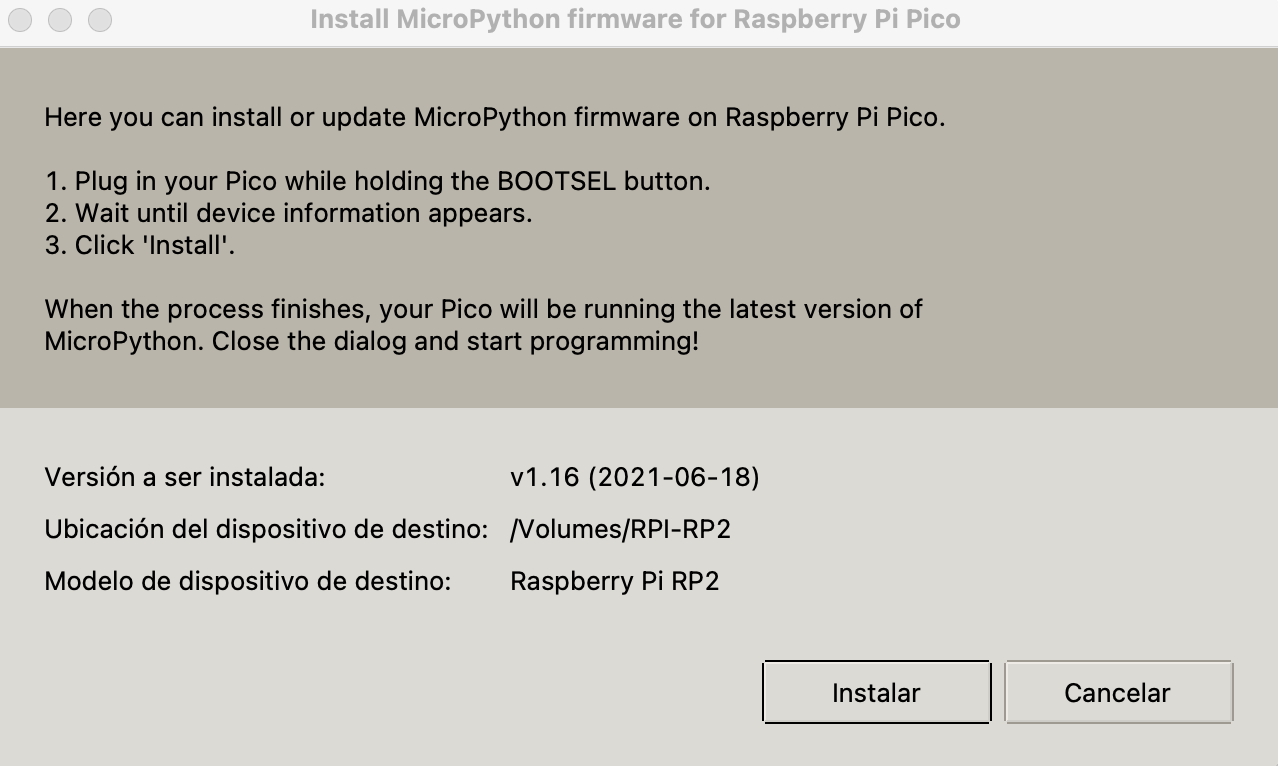 Install MicroPython firmware for Raspberry Pi Pico
Here you can install or update MicroPython firmware on Raspberry Pi Pico.
1. Plug in your Pico while holding the BOOTSEL button.
2. Wait until device information appears.
3. Click 'Install'.
When the process finishes, your Pico will be running the latest version of
MicroPython. Close the dialog and start programming!
Versión a ser instalada: v1.16 (2021-06-18)
Ubicación del dispositivo de destino: /Volumes/RPI-RP2
Modelo de dispositivo de destino: Raspberry Pi RP2
Instalar Cancelar